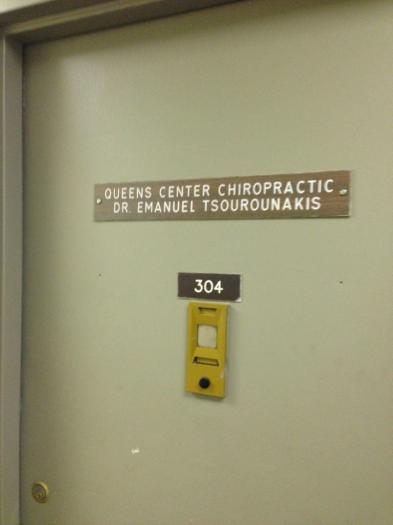 QUEENS CENTER CHIROPRACTIC
DR. EMANUEL TSOUROUNAKIS
304